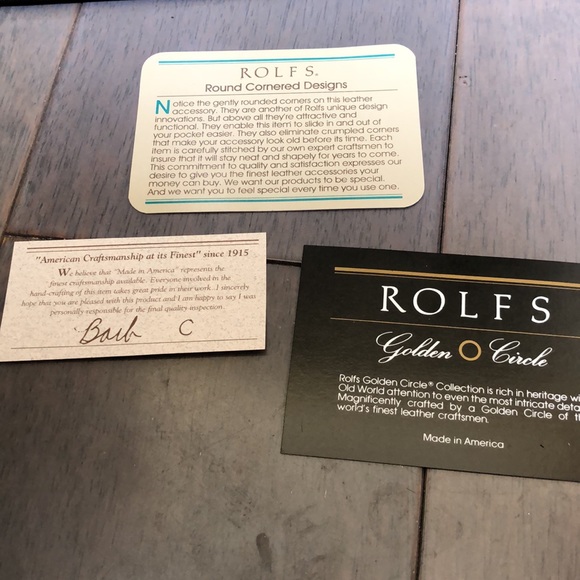 ROLFS®
Round Cornered Designs
Notice the gently rounded corners on this leather
accessory. They are another of Rolfs unique design
innovations. But above all they're attractive and
functional. They enable this item to slide in and out of
your pocket easier. They also eliminate crumpled corners
that make your accessory look old before its time. Each
item is carefully stitched by our own expert craftsmen to
insure that it will stay neat and shapely for years to come.
This commitment to quality and satisfaction expresses our
desire to give you the finest leather accessories your
money can buy. We want our products to be special.
And we want you to feel special every time you use one.
"American Craftsmanship at its Finest" since 1915
We believe that "Made in America" represents the
finest craftsmanship available. Everyone involved in the
hand-crafting of this item takes great pride in their work. I sincerely
hope that you are pleased with this product and I am happy to say I was
personally responsible for the final quality inspection.
Barb C
ROLFS
Golden Circle
Rolfs Golden Circle® Collection is rich in heritage wi
Old World attention to even the most intricate deta
Magnificently crafted by a Golden Circle of th
world's finest leather craftsmen.
Made in America